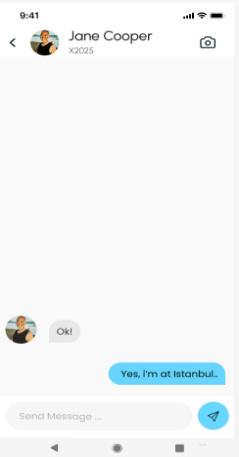 9:41
Jane Cooper
X2025
Ok!
Yes, i'm at Istanbul..
Send Message ...